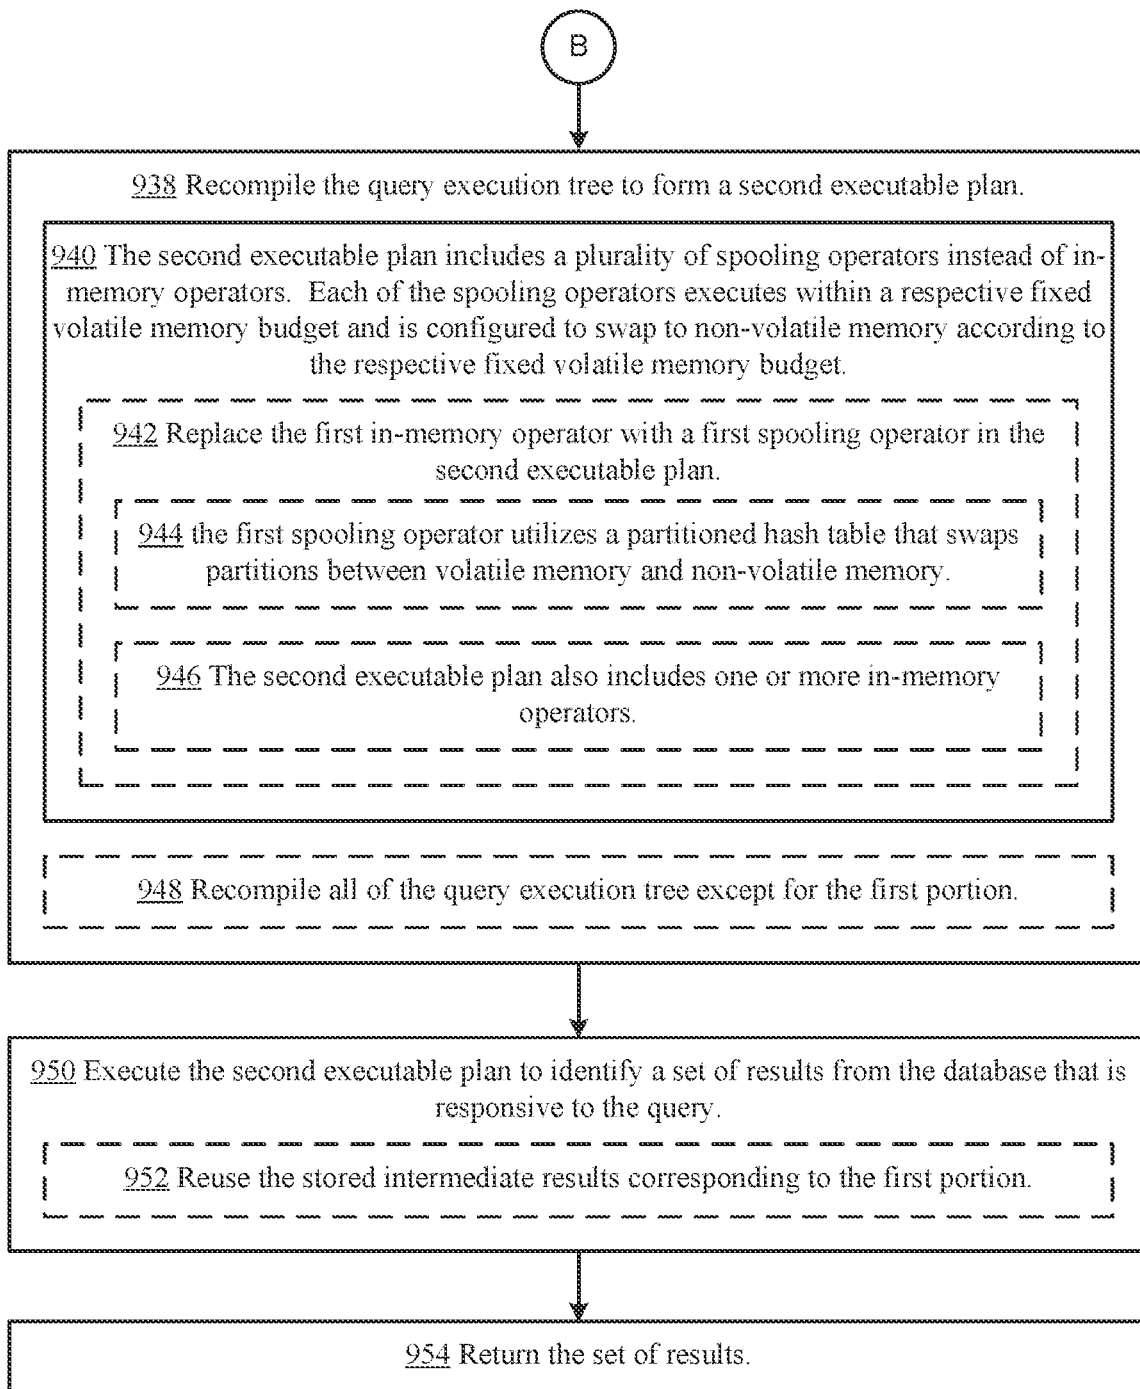 B
938 Recompile the query execution tree to form a second executable plan.
940 The second executable plan includes a plurality of spooling operators instead of in-
memory operators. Each of the spooling operators executes within a respective fixed
volatile memory budget and is configured to swap to non-volatile memory according to
the respective fixed volatile memory budget.
942 Replace the first in-memory operator with a first spooling operator in the
second executable plan.
944 the first spooling operator utilizes a partitioned hash table that swaps
partitions between volatile memory and non-volatile memory.
946 The second executable plan also includes one or more in-memory
operators.
948 Recompile all of the query execution tree except for the first portion.
950 Execute the second executable plan to identify a set of results from the database that is
responsive to the query.
952 Reuse the stored intermediate results corresponding to the first portion.
954 Return the set of results.